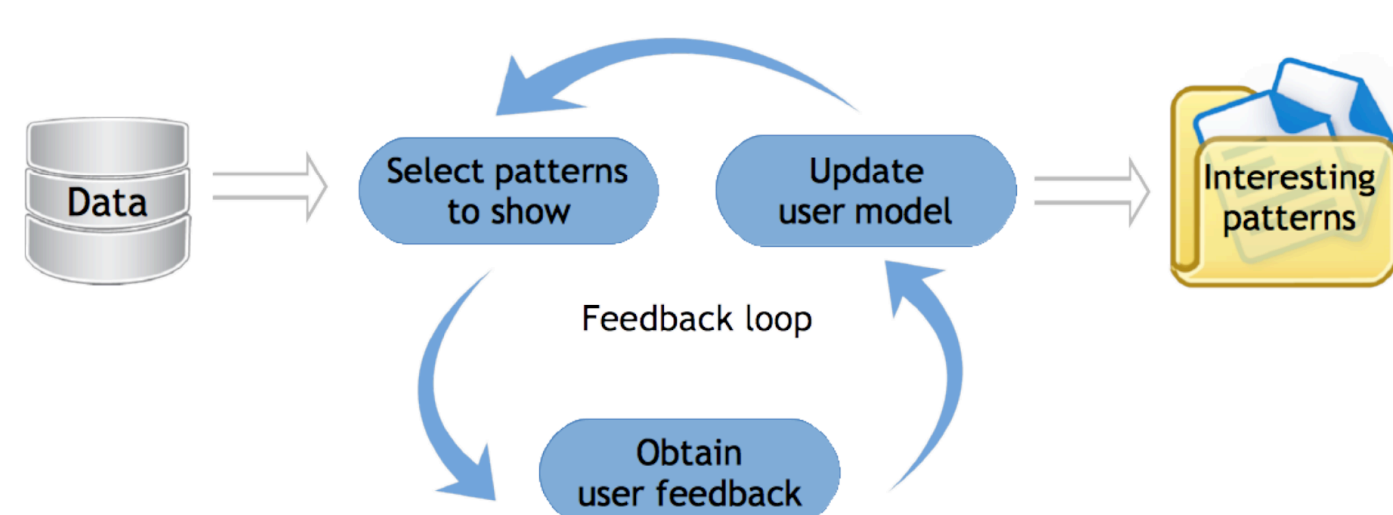 Data
Select patterns
to show
Update
user model
Interesting
patterns
Feedback loop
Obtain
user feedback